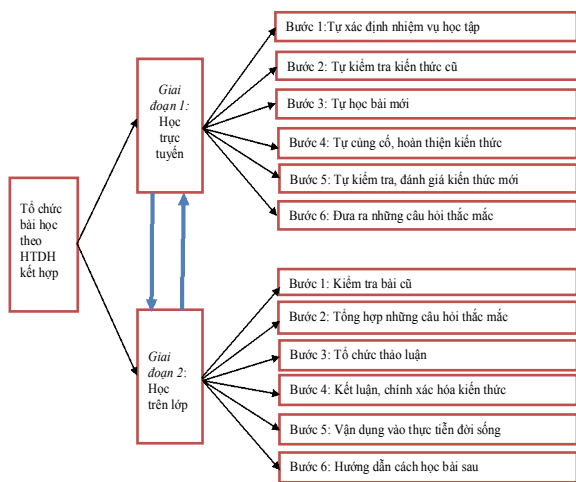 Tổ chức
bài học
theo
HTDH
kết hợp
Giai
đoạn 1:
Học
trực
tuyến
Bước 1:Tự xác định nhiệm vụ học tập
Bước 2: Tự kiểm tra kiến thức cũ
Bước 3: Tự học bài mới
Bước 4: Tự củng cố, hoàn thiện kiến thức
Bước 5: Tự kiểm tra, đánh giá kiến thức mới
Bước 6: Đưa ra những câu hỏi thắc mắc
Giai
đoạn 2:
Học
trên lớp
Bước 1: Kiểm tra bài cũ
Bước 2: Tổng hợp những câu hỏi thắc mắc
Bước 3: Tổ chức thảo luận
Bước 4: Kết luận, chính xác hóa kiến thức
Bước 5: Vận dụng vào thực tiễn đời sống
Bước 6: Hướng dẫn cách học bài sau